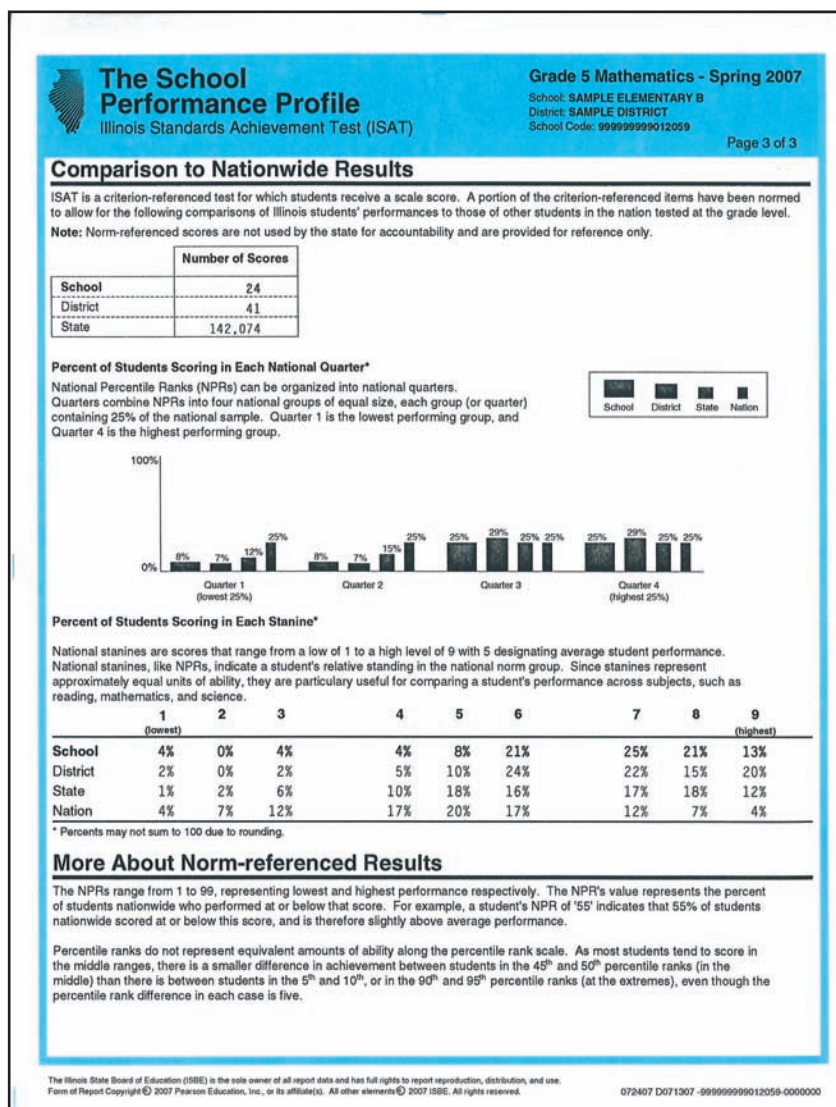 The School
Performance Profile
Illinois Standards Achievement Test (ISAT)
Grade 5 Mathematics - Spring 2007
School: SAMPLE ELEMENTARY B
District: SAMPLE DISTRICT
School Code: 999999999012059
Page 3 of 3
Comparison to Nationwide Results
ISAT is a criterion-referenced test for which students receive a scale score. A portion of the criterion-referenced items have been normed
to allow for the following comparisons of Illinois students' performances to those of other students in the nation tested at the grade level.
Note: Norm-referenced scores are not used by the state for accountability and are provided for reference only.
Number of Scores
School 24
District 41
State 142,074
Percent of Students Scoring in Each National Quarter*
National Percentile Ranks (NPRs) can be organized into national quarters.
Quarters combine NPRs into four national groups of equal size, each group (or quarter)
containing 25% of the national sample. Quarter 1 is the lowest performing group, and
Quarter 4 is the highest performing group.
School District State Nation
100%
0%
8% 7% 12% 25% 8% 7% 15% 25% 25% 29% 25% 25% 25% 29% 25% 25%
Quarter 1 Quarter 2 Quarter 3 Quarter 4
(lowest 25%) (highest 25%)
Percent of Students Scoring in Each Stanine*
National stanines are scores that range from a low of 1 to a high level of 9 with 5 designating average student performance.
National stanines, like NPRs, indicate a student's relative standing in the national norm group. Since stanines represent
approximately equal units of ability, they are particulary useful for comparing a student's performance across subjects, such as
reading, mathematics, and science.
1 2 3 4 5 6 7 8 9
(lowest) (highest)
School 4% 0% 4% 4% 8% 21% 25% 21% 13%
District 2% 0% 2% 5% 10% 24% 22% 15% 20%
State 1% 2% 6% 10% 18% 16% 17% 18% 12%
Nation 4% 7% 12% 17% 20% 17% 12% 7% 4%
* Percents may not sum to 100 due to rounding.
More About Norm-referenced Results
The NPRs range from 1 to 99, representing lowest and highest performance respectively. The NPR's value represents the percent
of students nationwide who performed at or below that score. For example, a student's NPR of '55' indicates that 55% of students
nationwide scored at or below this score, and is therefore slightly above average performance.
Percentile ranks do not represent equivalent amounts of ability along the percentile rank scale. As most students tend to score in
the middle ranges, there is a smaller difference in achievement between students in the 45th and 50th percentile ranks (in the
middle) than there is between students in the 5th and 10th, or in the 90th and 95th percentile ranks (at the extremes), even though the
percentile rank difference in each case is five.
The Illinois State Board of Education (ISBE) is the sole owner of all report data and has full rights to report reproduction, distribution, and use.
Form of Report Copyright © 2007 Pearson Education, Inc., or its affiliate(s). All other elements © 2007 ISBE. All rights reserved.
072407 D071307 -999999999012059-0000000